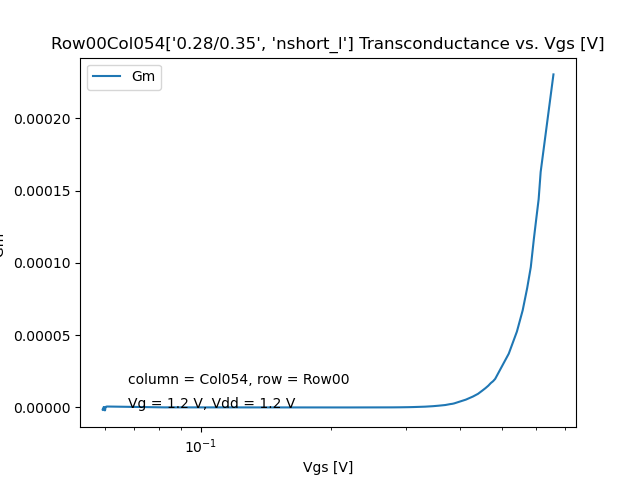 Row00Col054['0.28/0.35', 'nshort_l'] Transconductance vs. Vgs [V]
Gm
0.00020
0.00015
0.00010
0.00005
0.00000
column = Col054, row = Row00
Vg = 1.2 V, Vdd = 1.2 V
10⁻¹
Vgs [V]